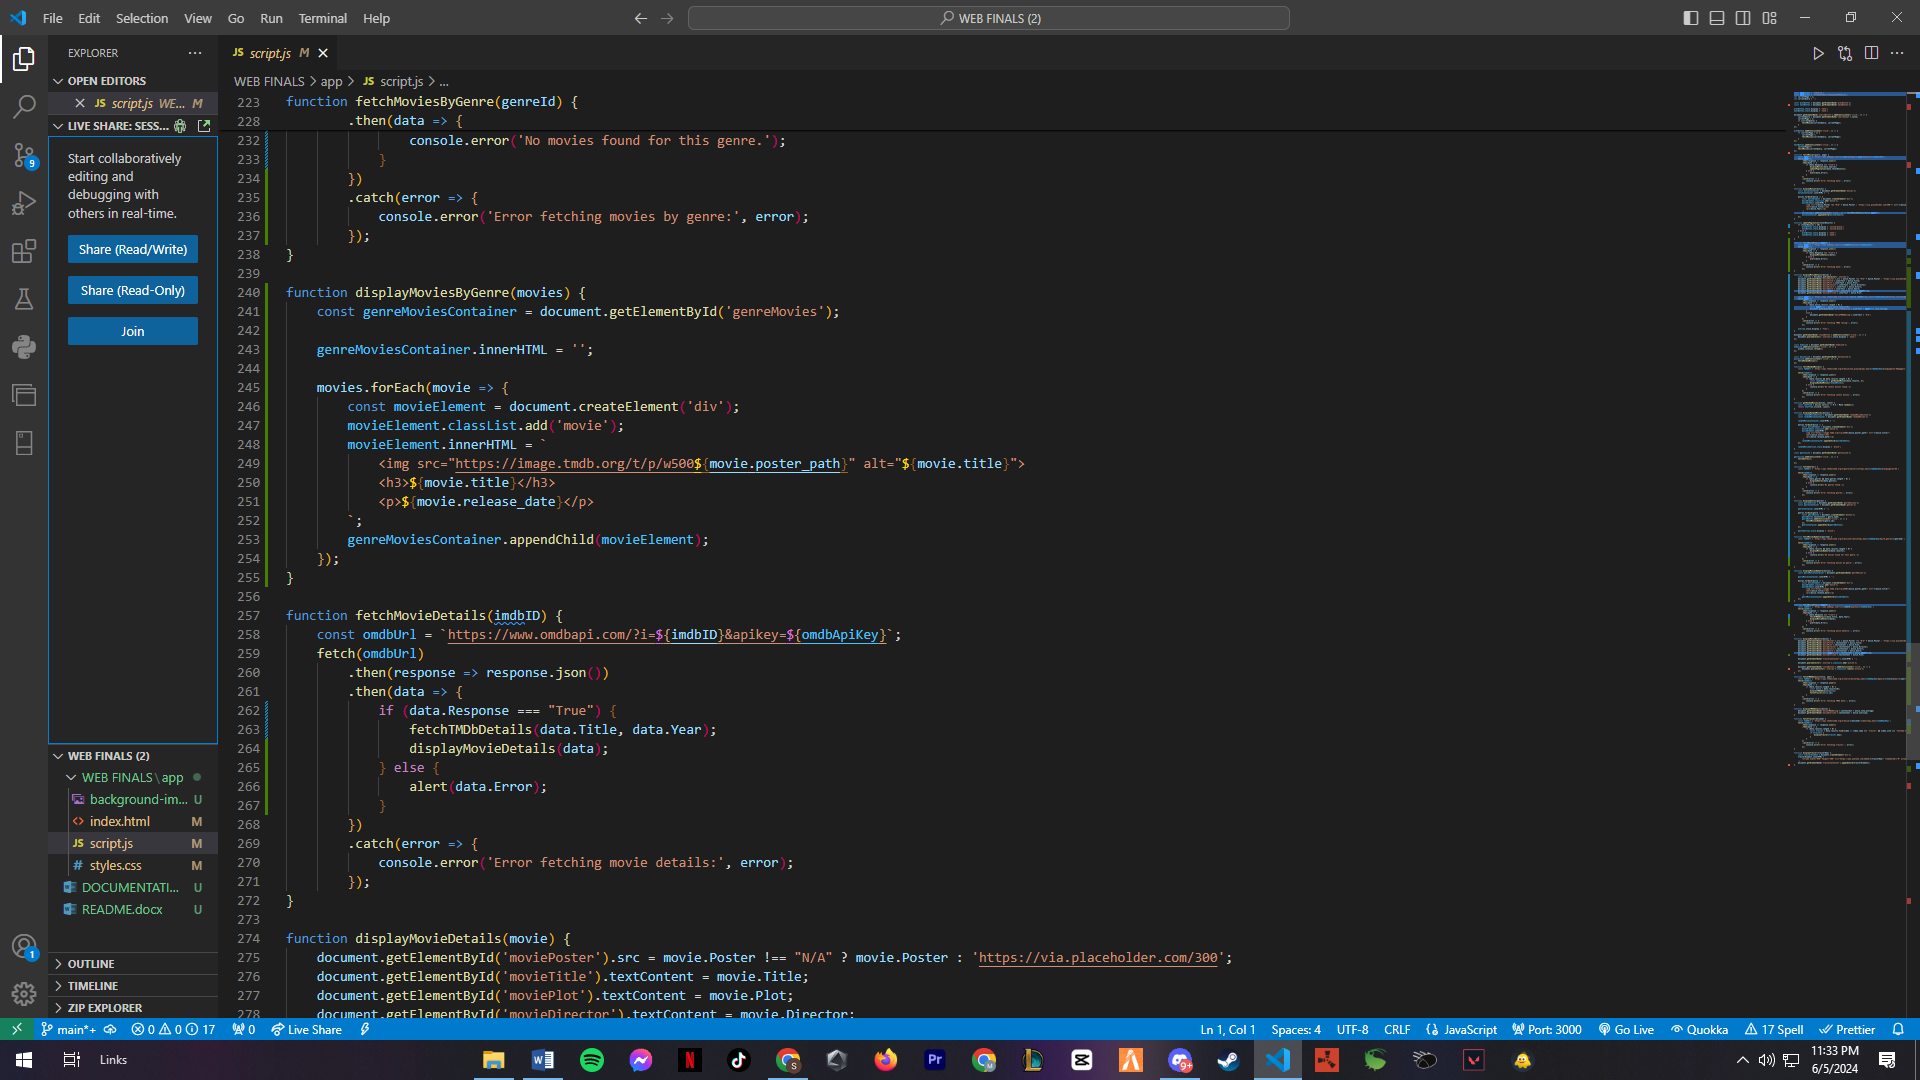 File Edit Selection View Go Run Terminal Help
WEB FINALS (2)
EXPLORER
OPEN EDITORS
JS script.js WE... M
LIVE SHARE: SESS...
Start collaboratively
editing and
debugging with
others in real-time.
Share (Read/Write)
Share (Read-Only)
Join
9
WEB FINALS (2)
WEB FINALS\app
background-im... U
index.html M
JS script.js M
# styles.css M
DOCUMENTATI... U
README.docx U
OUTLINE
TIMELINE
ZIP EXPLORER
1
JS script.js M
WEB FINALS > app > JS script.js > ...
223 function fetchMoviesByGenre(genreId) {
228 .then(data => {
232 console.error('No movies found for this genre.');
233 }
234 })
235 .catch(error => {
236 console.error('Error fetching movies by genre:', error);
237 });
238 }
239
240 function displayMoviesByGenre(movies) {
241 const genreMoviesContainer = document.getElementById('genreMovies');
242
243 genreMoviesContainer.innerHTML = '';
244
245 movies.forEach(movie => {
246 const movieElement = document.createElement('div');
247 movieElement.classList.add('movie');
248 movieElement.innerHTML = `
249 <img src="https://image.tmdb.org/t/p/w500${movie.poster_path}" alt="${movie.title}">
250 <h3>${movie.title}</h3>
251 <p>${movie.release_date}</p>
252 `;
253 genreMoviesContainer.appendChild(movieElement);
254 });
255 }
256
257 function fetchMovieDetails(imdbID) {
258 const omdbUrl = `https://www.omdbapi.com/?i=${imdbID}&apikey=${omdbApiKey}`;
259 fetch(omdbUrl)
260 .then(response => response.json())
261 .then(data => {
262 if (data.Response === "True") {
263 fetchTMDbDetails(data.Title, data.Year);
264 displayMovieDetails(data);
265 } else {
266 alert(data.Error);
267 }
268 })
269 .catch(error => {
270 console.error('Error fetching movie details:', error);
271 });
272 }
273
274 function displayMovieDetails(movie) {
275 document.getElementById('moviePoster').src = movie.Poster !== "N/A" ? movie.Poster : 'https://via.placeholder.com/300';
276 document.getElementById('movieTitle').textContent = movie.Title;
277 document.getElementById('moviePlot').textContent = movie.Plot;
278 document.getElementById('movieDirector').textContent = movie.Director;
main*+ 0 0 17 0 Live Share
Ln 1, Col 1 Spaces: 4 UTF-8 CRLF JavaScript Port: 3000 Go Live Quokka 17 Spell Prettier
Links
9+
11:33 PM
6/5/2024